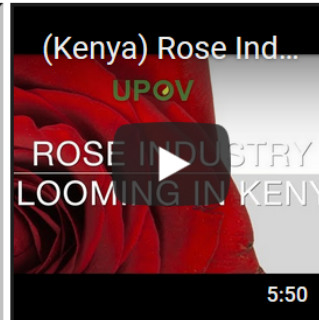 (Kenya) Rose Ind...
UPOV
ROSE INDUSTRY
LOOMING IN KENY
5:50